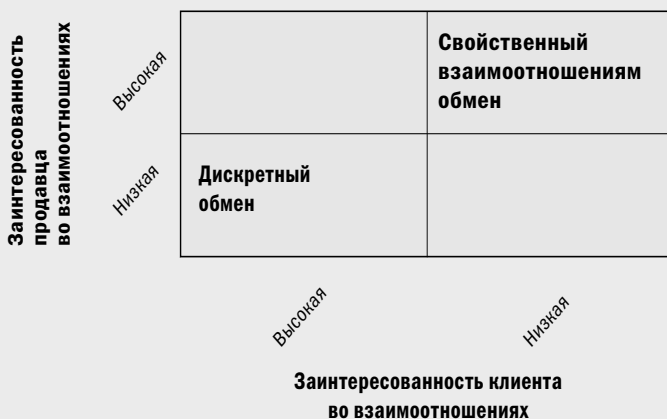 Заинтересованность
продавца
во взаимоотношениях
Высокая
Низкая
Свойственный
взаимоотношениям
обмен
Дискретный
обмен
Высокая
Низкая
Заинтересованность клиента
во взаимоотношениях